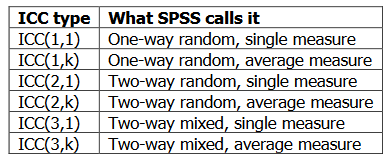 ICC type What SPSS calls it
ICC(1,1) One-way random, single measure
ICC(1,k) One-way random, average measure
ICC(2,1) Two-way random, single measure
ICC(2,k) Two-way random, average measure
ICC(3,1) Two-way mixed, single measure
ICC(3,k) Two-way mixed, average measure